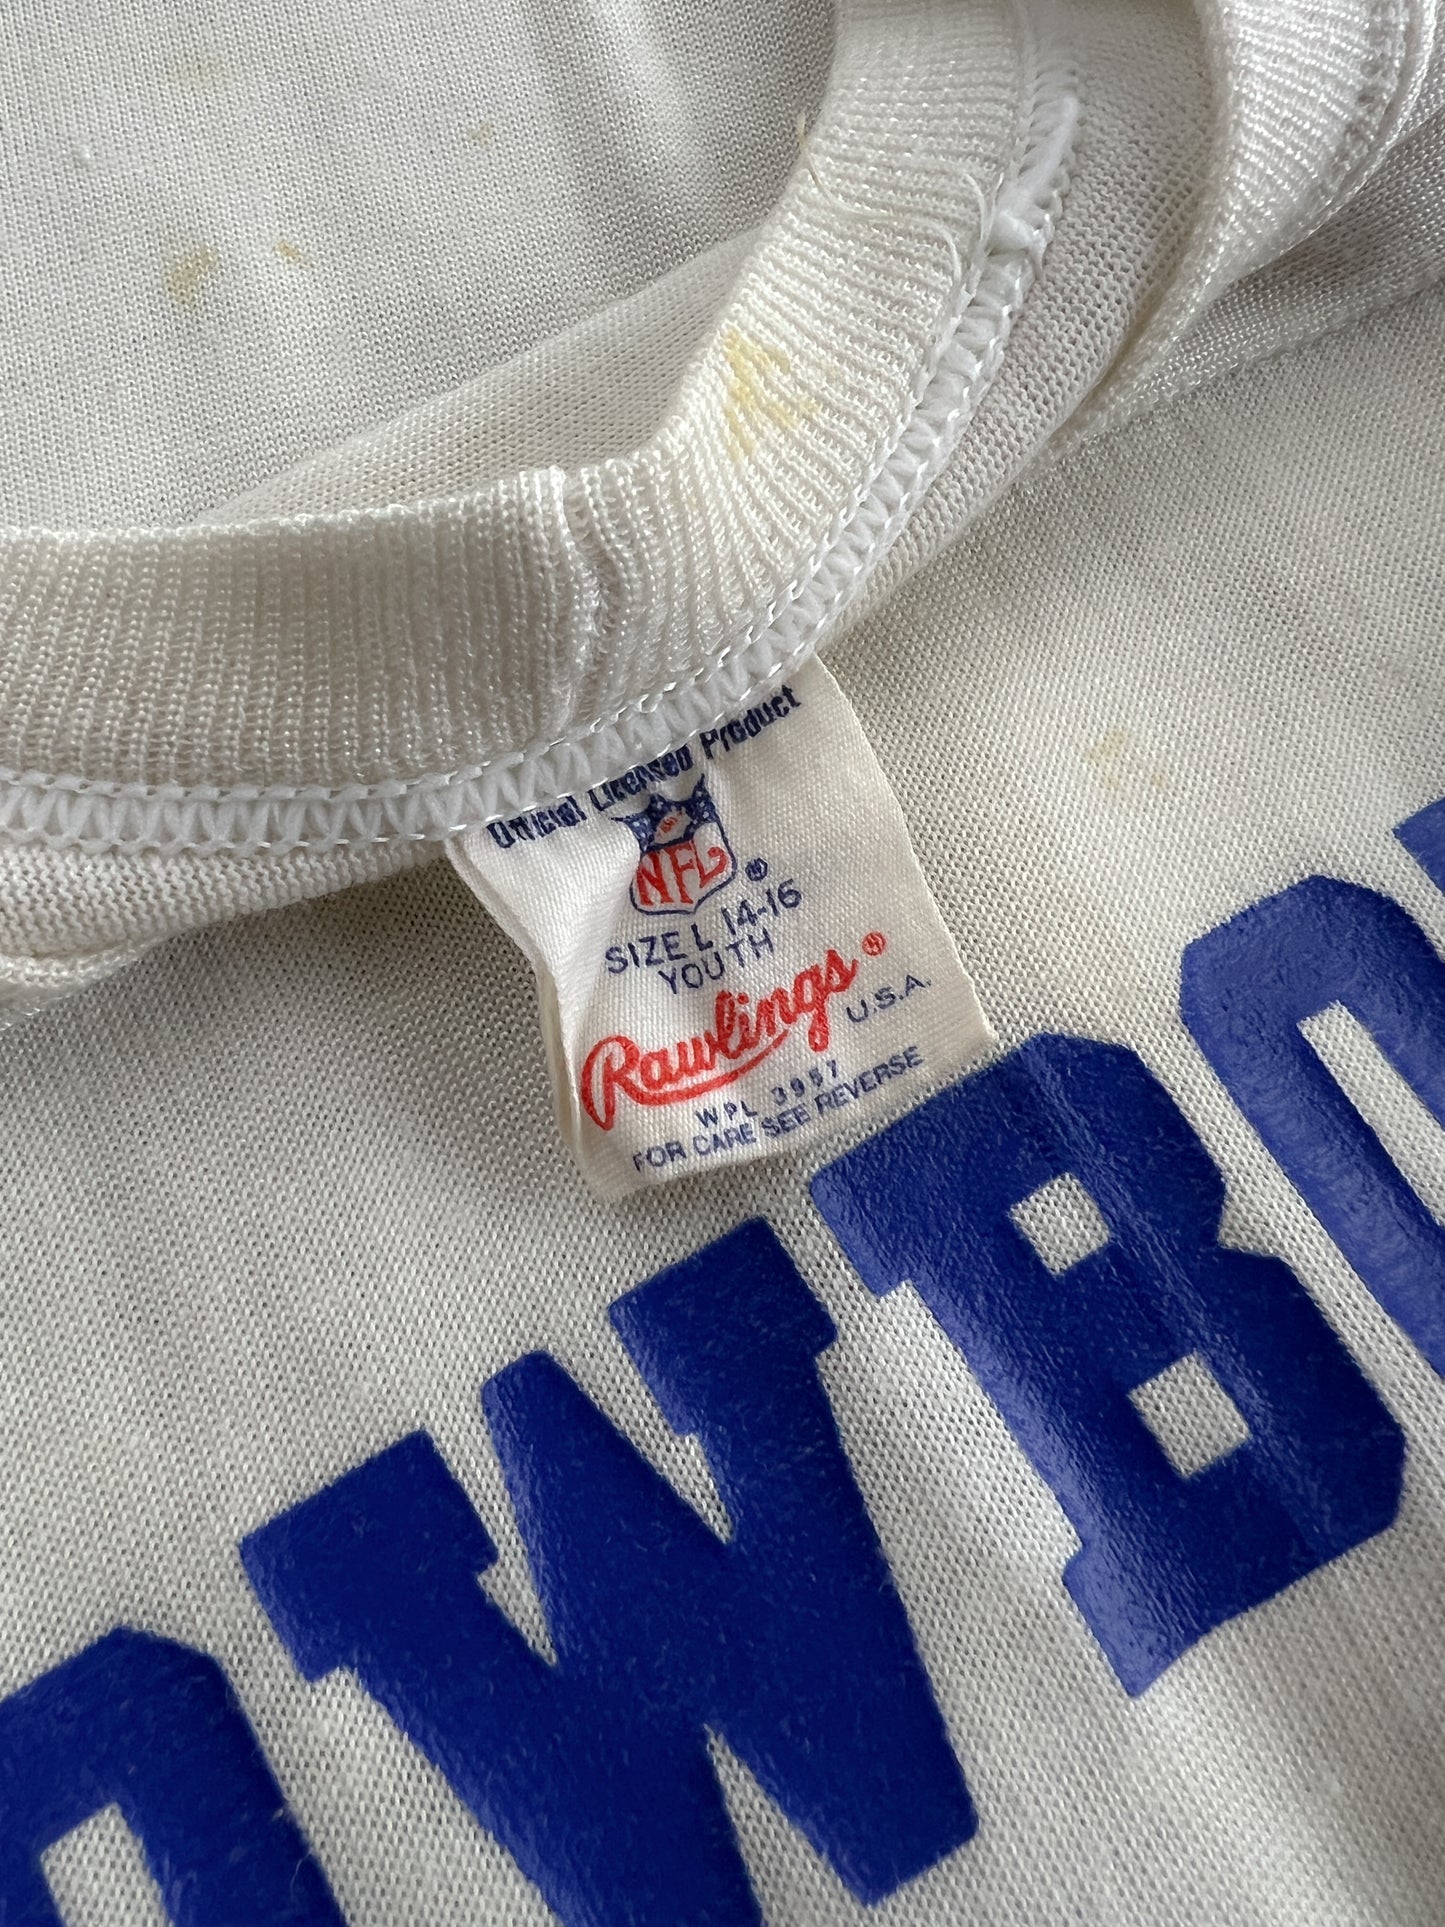 Official Licensed Product
NFL ®
SIZE L 14-16
YOUTH
Rawlings ®
U.S.A.
WPL 3957
FOR CARE SEE REVERSE
OWBO